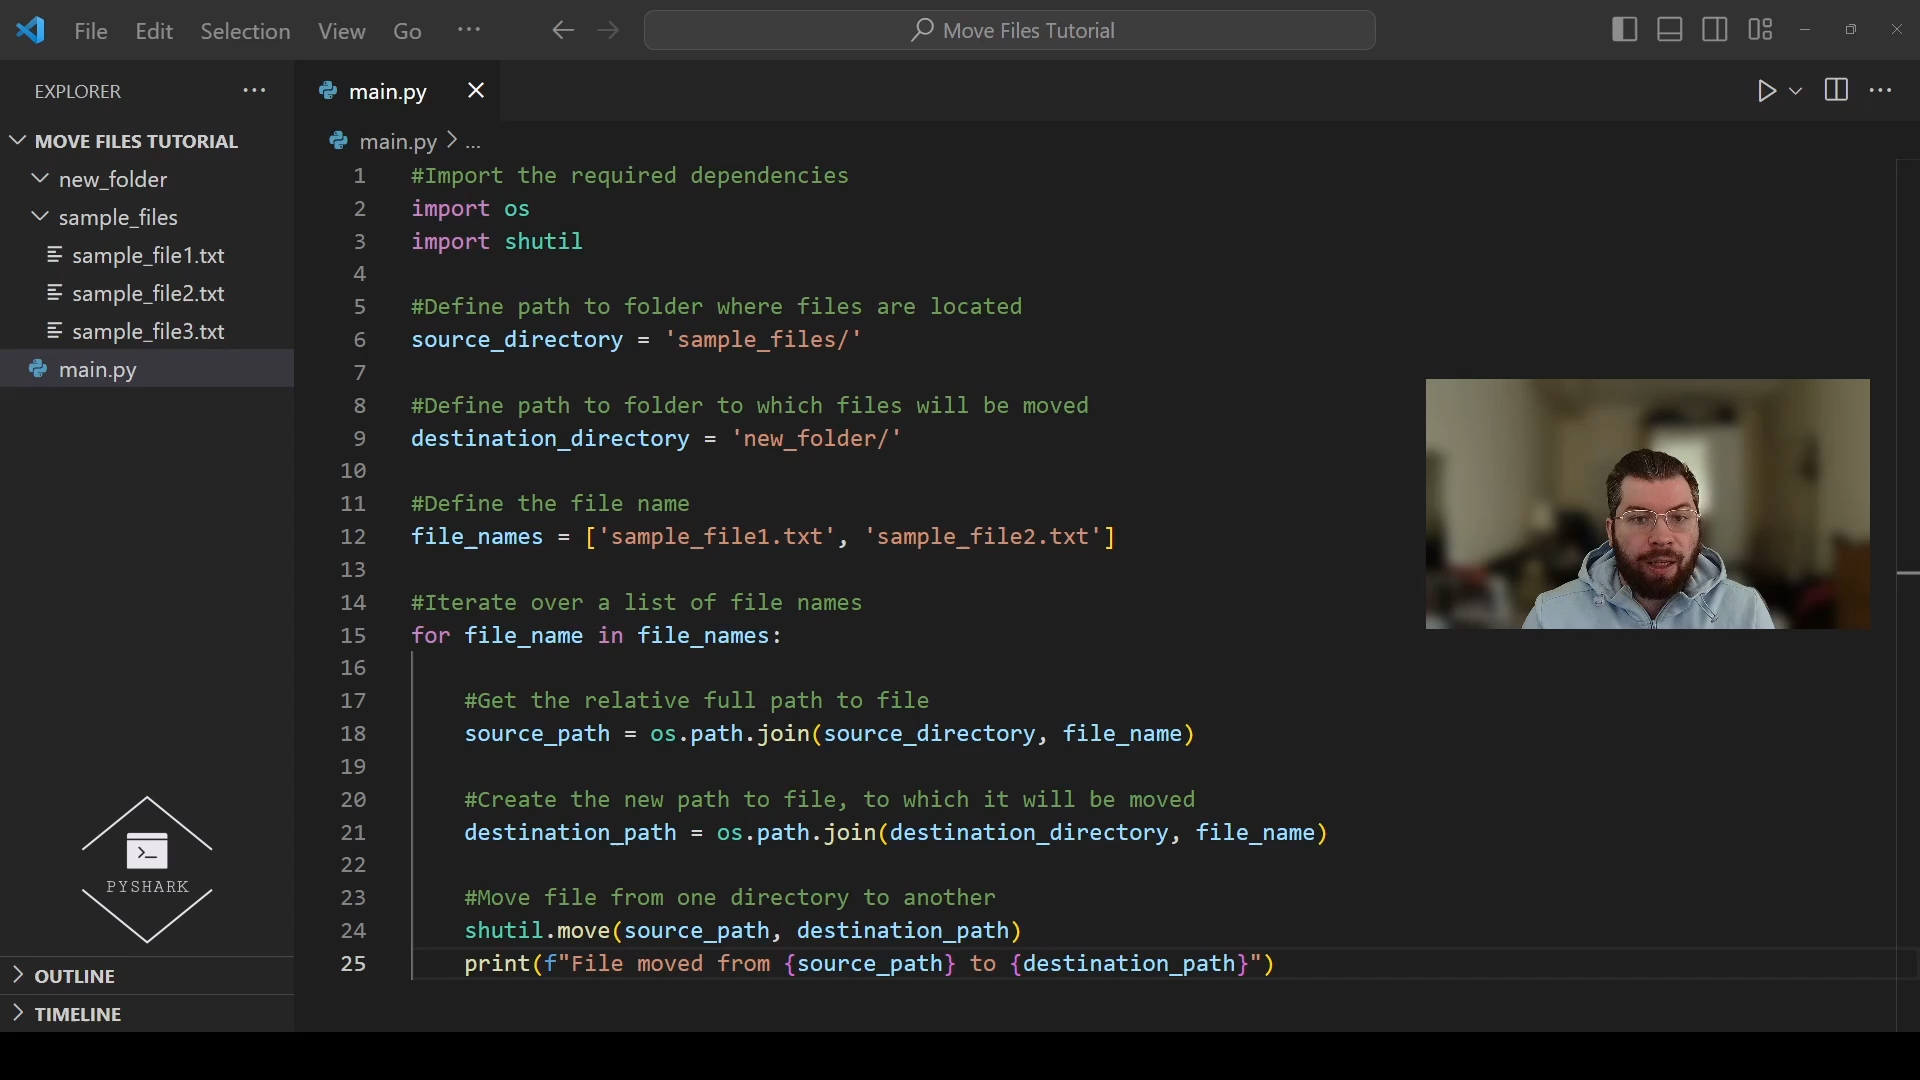 File Edit Selection View Go ...
Move Files Tutorial
EXPLORER ...
main.py
MOVE FILES TUTORIAL
new_folder
sample_files
sample_file1.txt
sample_file2.txt
sample_file3.txt
main.py
main.py > ...
1 #Import the required dependencies
2 import os
3 import shutil
4
5 #Define path to folder where files are located
6 source_directory = 'sample_files/'
7
8 #Define path to folder to which files will be moved
9 destination_directory = 'new_folder/'
10
11 #Define the file name
12 file_names = ['sample_file1.txt', 'sample_file2.txt']
13
14 #Iterate over a list of file names
15 for file_name in file_names:
16
17 #Get the relative full path to file
18 source_path = os.path.join(source_directory, file_name)
19
20 #Create the new path to file, to which it will be moved
21 destination_path = os.path.join(destination_directory, file_name)
22
23 #Move file from one directory to another
24 shutil.move(source_path, destination_path)
25 print(f"File moved from {source_path} to {destination_path}")
>_
PYSHARK
OUTLINE
TIMELINE